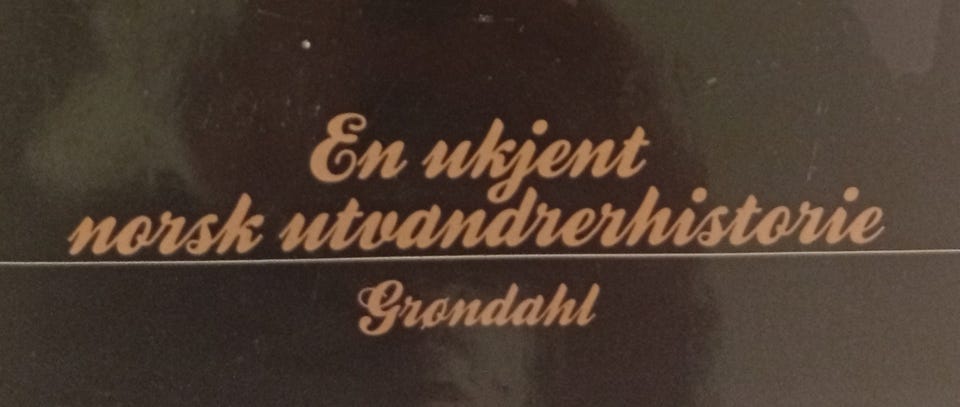 En ukjent
norsk utvandrerhistorie
Grøndahl